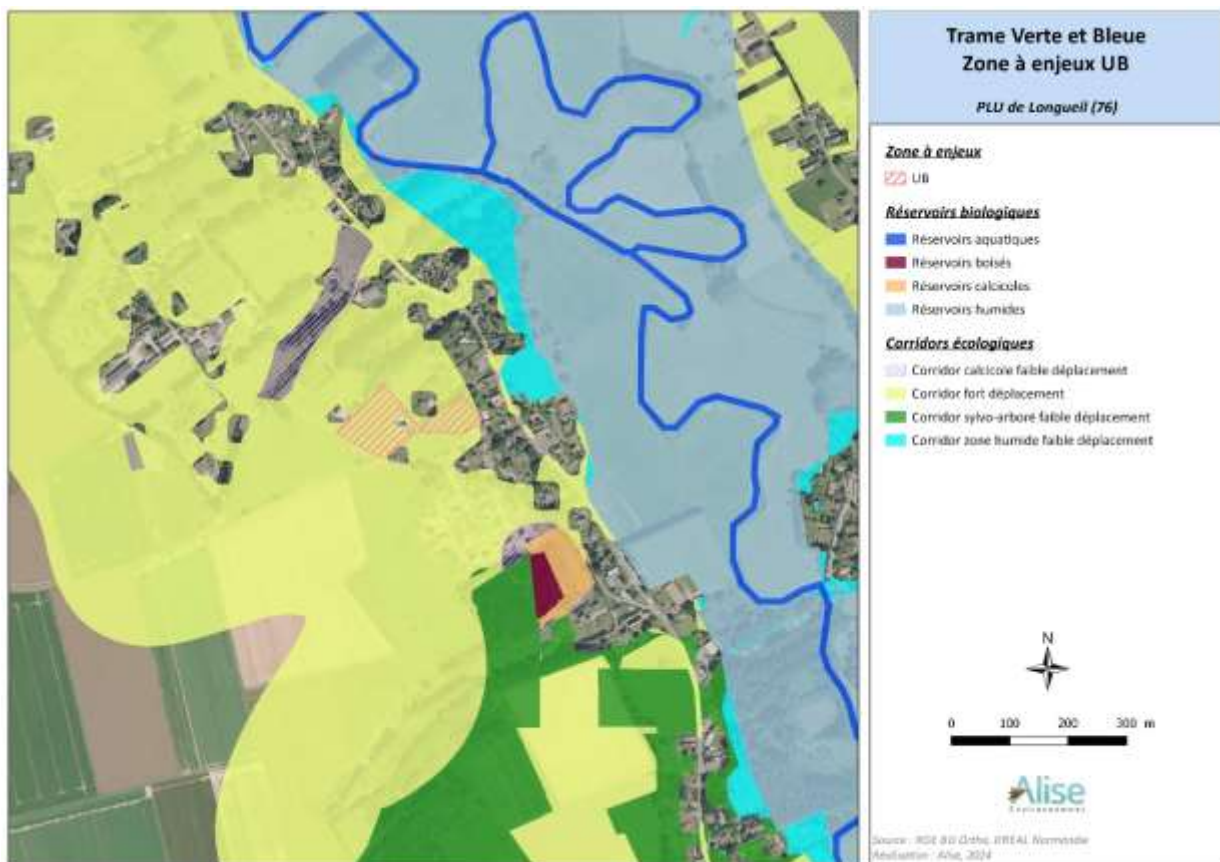 Trame Verte et Bleue
Zone à enjeux UB
PLU de Longueil (76)
Zone à enjeux
UB
Réservoirs biologiques
Réservoirs aquatiques
Réservoirs boisés
Réservoirs calcicoles
Réservoirs humides
Corridors écologiques
Corridor calcicole faible déplacement
Corridor fort déplacement
Corridor sylvo-arboré faible déplacement
Corridor zone humide faible déplacement
N
0 100 200 300 m
Alise
Environnement
Source : RGE BD Ortho, DREAL Normandie
Réalisation : Alise, 2024